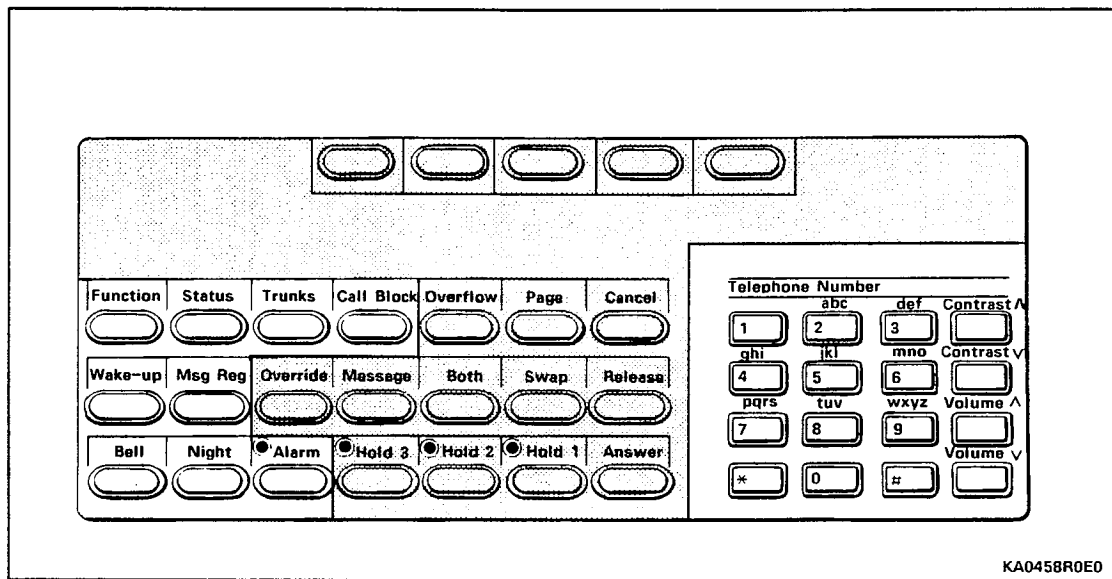 Function Status Trunks Call Block Overflow Page Cancel
Wake-up Msg Reg Override Message Both Swap Release
Bell Night Alarm Hold 3 Hold 2 Hold 1 Answer
Telephone Number
abc def Contrast ∧
1 2 3
ghi jkl mno Contrast ∨
4 5 6
pqrs tuv wxyz Volume ∧
7 8 9
Volume ∨
* 0 #
KA0458R0E0